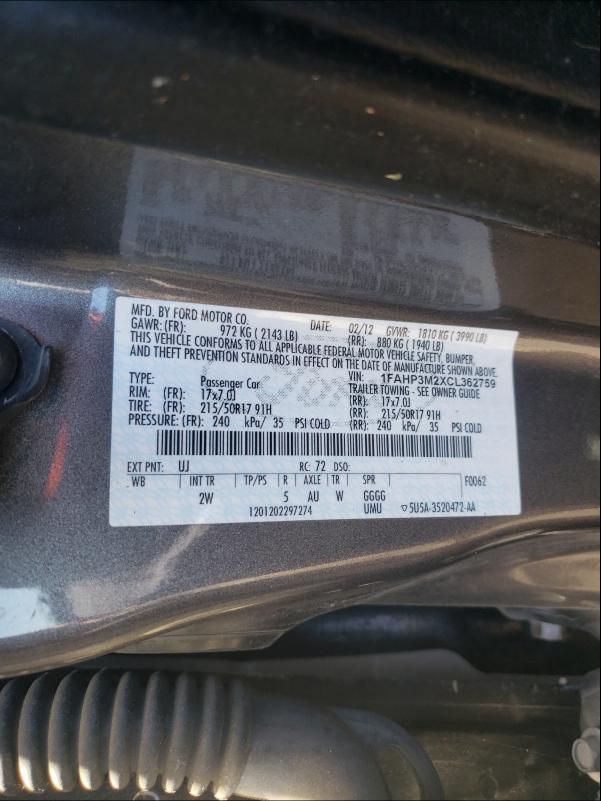 MFD. BY FORD MOTOR CO.
DATE: 02/12 GVWR: 1810 KG ( 3990 LB)
GAWR: (FR): 972 KG ( 2143 LB) (RR): 880 KG ( 1940 LB)
THIS VEHICLE CONFORMS TO ALL APPLICABLE FEDERAL MOTOR VEHICLE SAFETY, BUMPER,
AND THEFT PREVENTION STANDARDS IN EFFECT ON THE DATE OF MANUFACTURE SHOWN ABOVE.
VIN: 1FAHP3M2XCL362759
TYPE: Passenger Car TRAILER TOWING - SEE OWNER GUIDE
RIM: (FR): 17x7.0J (RR): 17x7.0J
TIRE: (FR): 215/50R17 91H (RR): 215/50R17 91H
PRESSURE: (FR): 240 kPa/ 35 PSI COLD (RR): 240 kPa/ 35 PSI COLD
EXT PNT: UJ RC: 72 DSO:
WB INT TR TP/PS R AXLE TR SPR F0062
2W 5 AU W GGGG
1201202297274 UMU ▽5U5A-3520472-AA